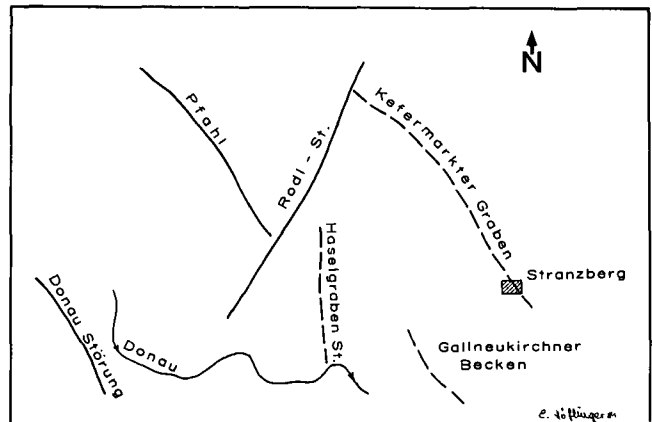 N
Pfahl
Rodl - St.
Kefermarkter Graben
Haselgraben St.
Stranzberg
Donau Störung
Donau
Gallneukirchner
Becken